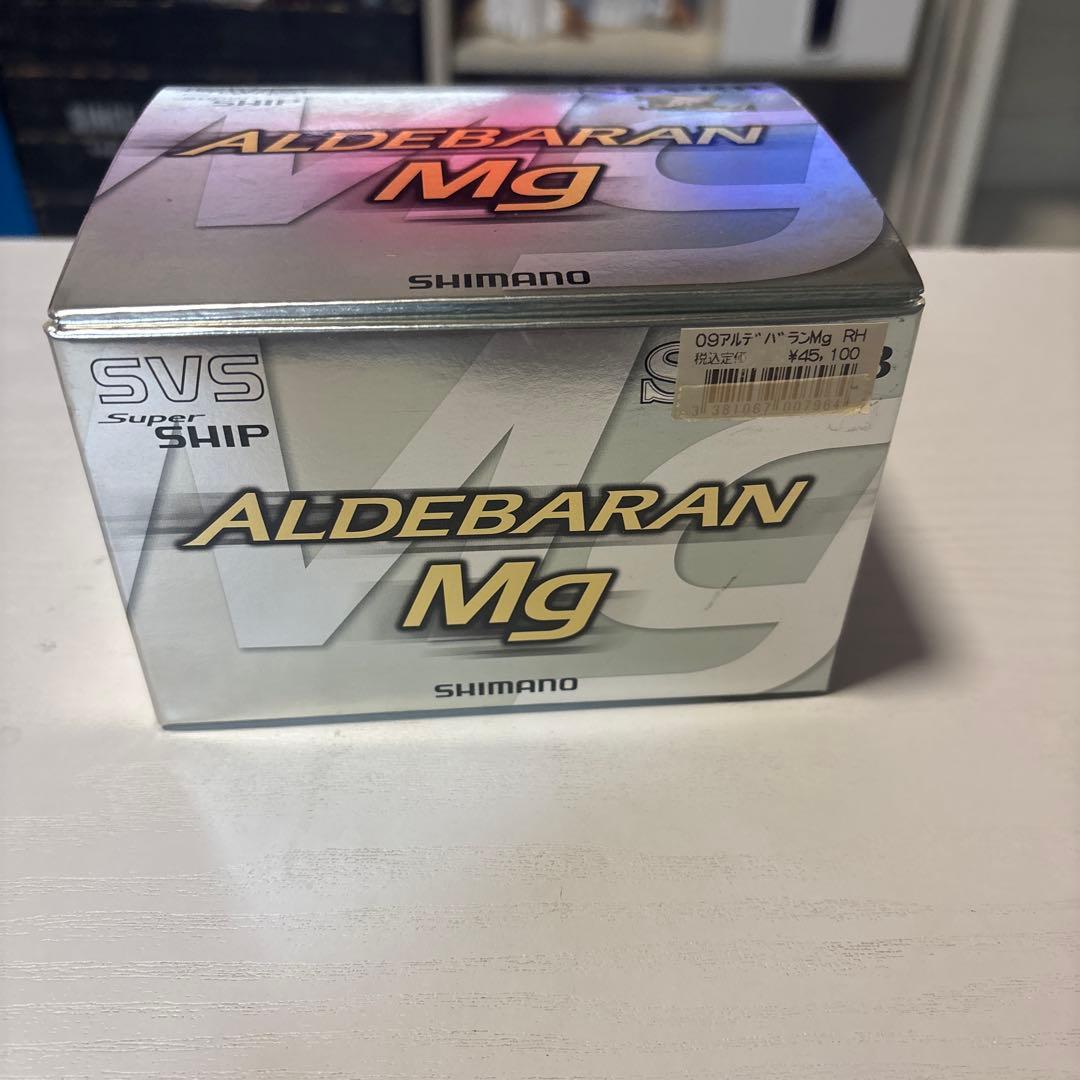 SHIP
ALDEBARAN
Mg
SHIMANO
SVS
Super
SHIP
09アルデバランMg RH
税込定価 ¥45,100
ALDEBARAN
Mg
SHIMANO